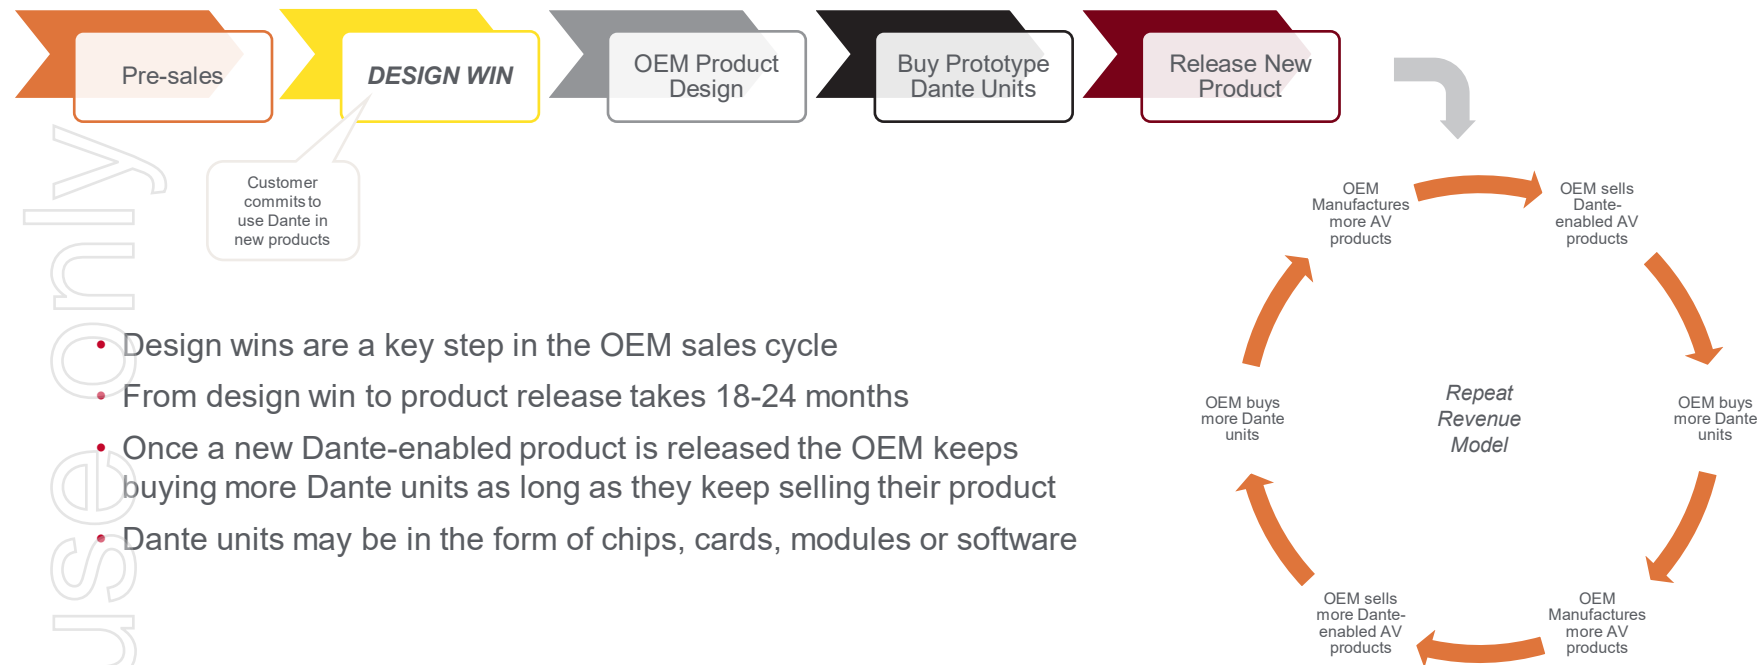 Pre-sales
DESIGN WIN
OEM Product
Design
Buy Prototype
Dante Units
Release New
Product
Customer
commits to
use Dante in
new products
use only
• Design wins are a key step in the OEM sales cycle
• From design win to product release takes 18-24 months
• Once a new Dante-enabled product is released the OEM keeps
buying more Dante units as long as they keep selling their product
• Dante units may be in the form of chips, cards, modules or software
OEM
Manufactures
more AV
products
OEM sells
Dante-
enabled AV
products
OEM buys
more Dante
units
OEM
Manufactures
more AV
products
OEM sells
more Dante-
enabled AV
products
OEM buys
more Dante
units
Repeat
Revenue
Model